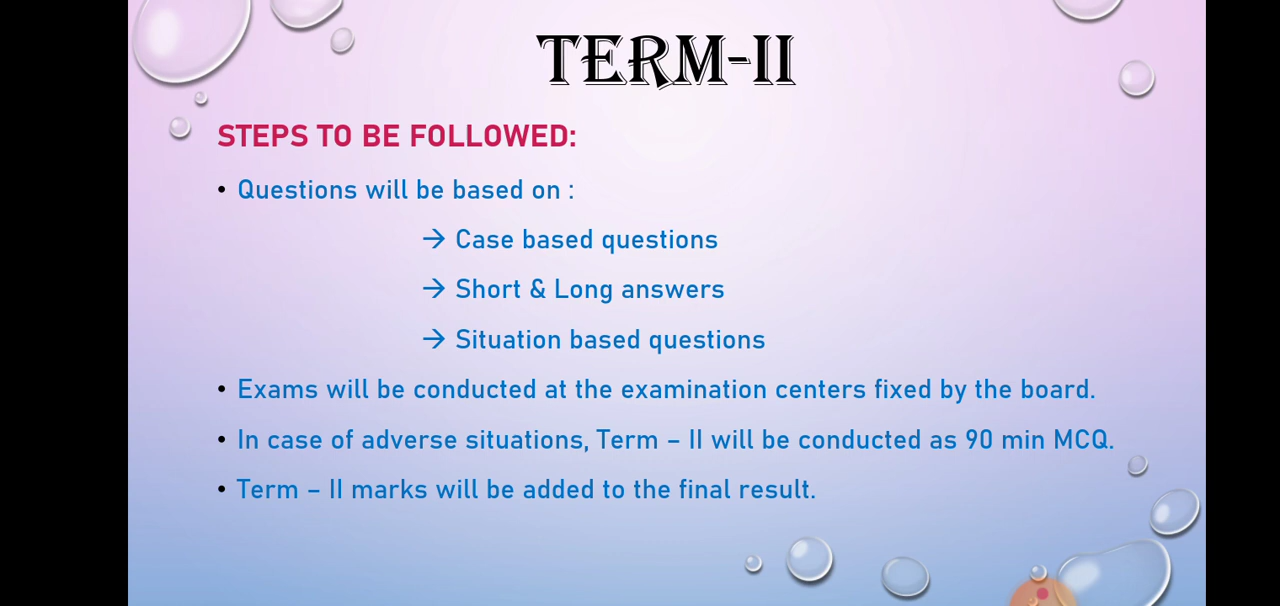 TERM-II
STEPS TO BE FOLLOWED:
• Questions will be based on :
→ Case based questions
→ Short & Long answers
→ Situation based questions
• Exams will be conducted at the examination centers fixed by the board.
• In case of adverse situations, Term – II will be conducted as 90 min MCQ.
• Term – II marks will be added to the final result.